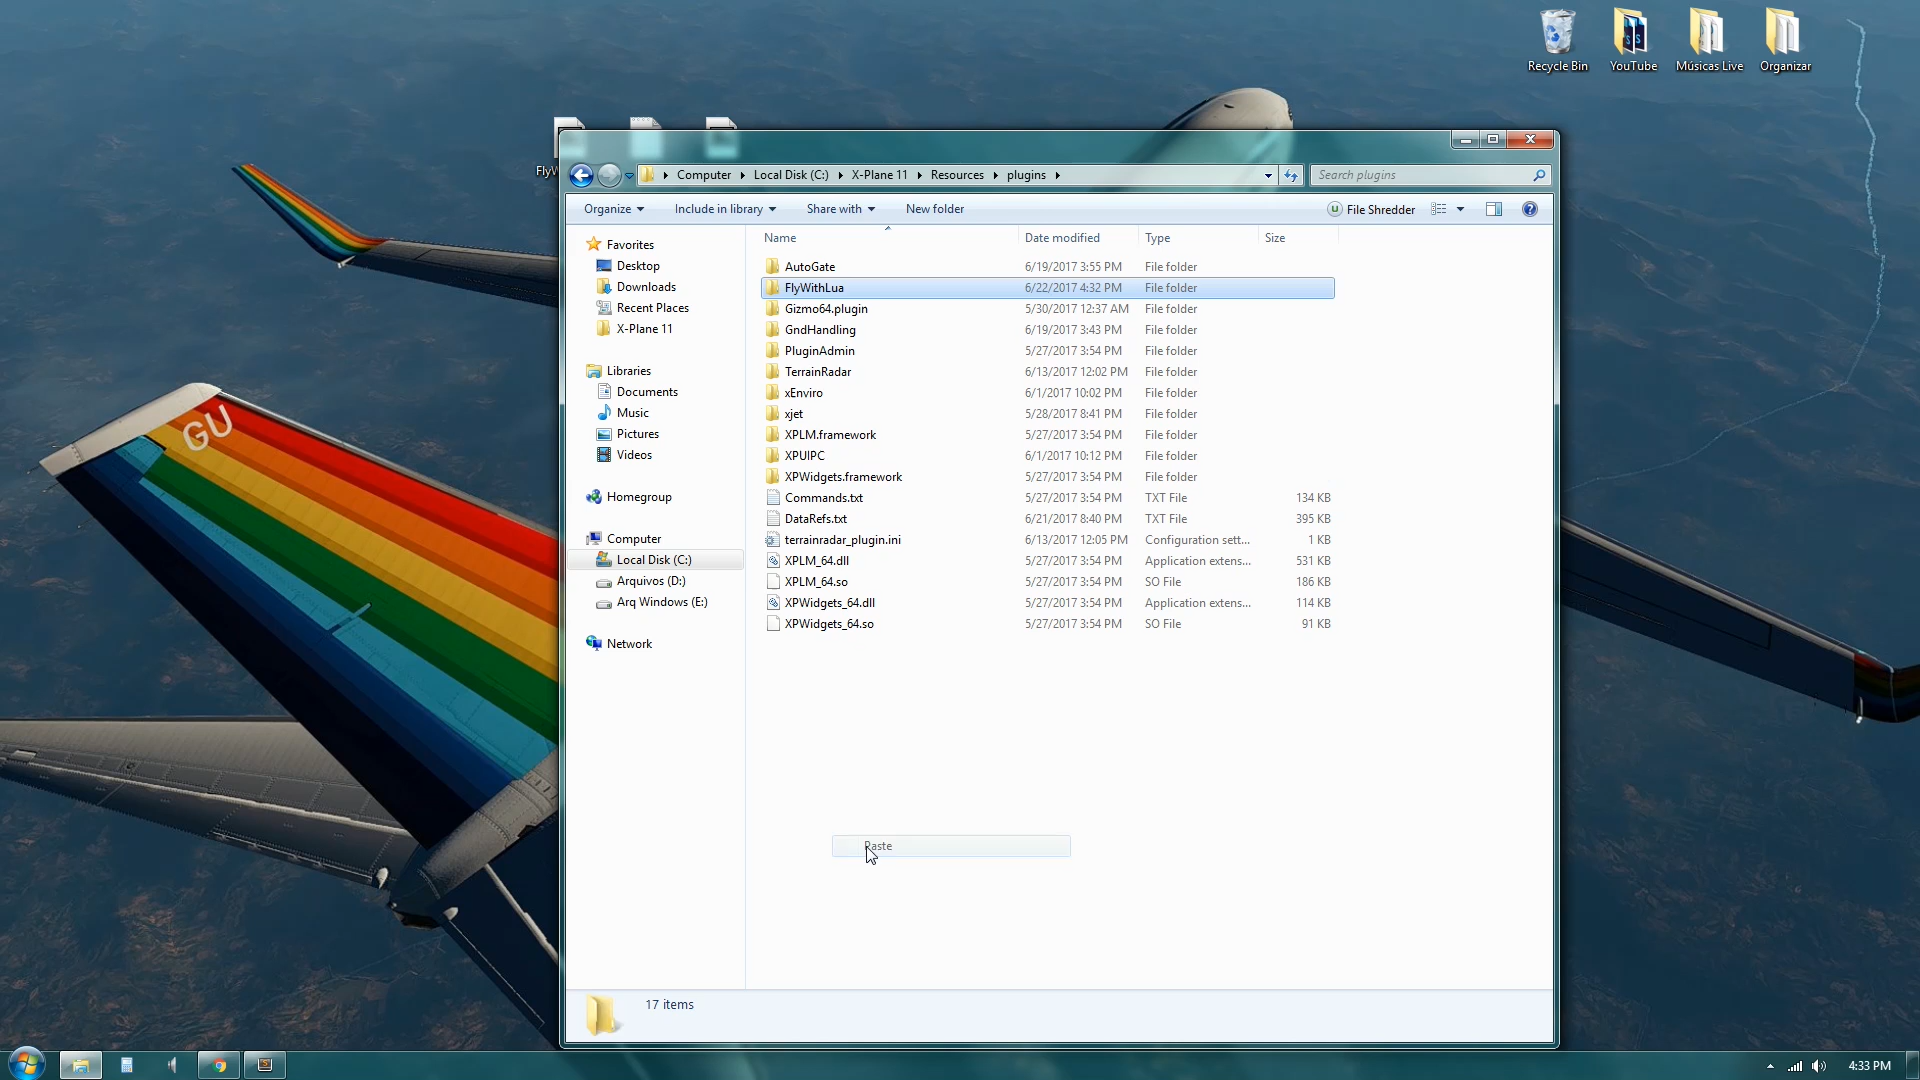 Recycle Bin
YouTube
Músicas Live
Organizar
Computer
Local Disk (C:)
X-Plane 11
Resources
plugins
Search plugins
Organize
Include in library
Share with
New folder
File Shredder
Name
Date modified
Type
Size
Favorites
Desktop
Downloads
Recent Places
X-Plane 11
Libraries
Documents
Music
Pictures
Videos
Homegroup
Computer
Local Disk (C:)
Arquivos (D:)
Arq Windows (E:)
Network
AutoGate 6/19/2017 3:55 PM File folder
FlyWithLua 6/22/2017 4:32 PM File folder
Gizmo64.plugin 5/30/2017 12:37 AM File folder
GndHandling 6/19/2017 3:43 PM File folder
PluginAdmin 5/27/2017 3:54 PM File folder
TerrainRadar 6/13/2017 12:02 PM File folder
xEnviro 6/1/2017 10:02 PM File folder
xjet 5/28/2017 8:41 PM File folder
XPLM.framework 5/27/2017 3:54 PM File folder
XPUIPC 6/1/2017 10:12 PM File folder
XPWidgets.framework 5/27/2017 3:54 PM File folder
Commands.txt 5/27/2017 3:54 PM TXT File 134 KB
DataRefs.txt 6/21/2017 8:40 PM TXT File 395 KB
terrainradar_plugin.ini 6/13/2017 12:05 PM Configuration sett... 1 KB
XPLM_64.dll 5/27/2017 3:54 PM Application extens... 531 KB
XPLM_64.so 5/27/2017 3:54 PM SO File 186 KB
XPWidgets_64.dll 5/27/2017 3:54 PM Application extens... 114 KB
XPWidgets_64.so 5/27/2017 3:54 PM SO File 91 KB
Paste
17 items
GU
4:33 PM